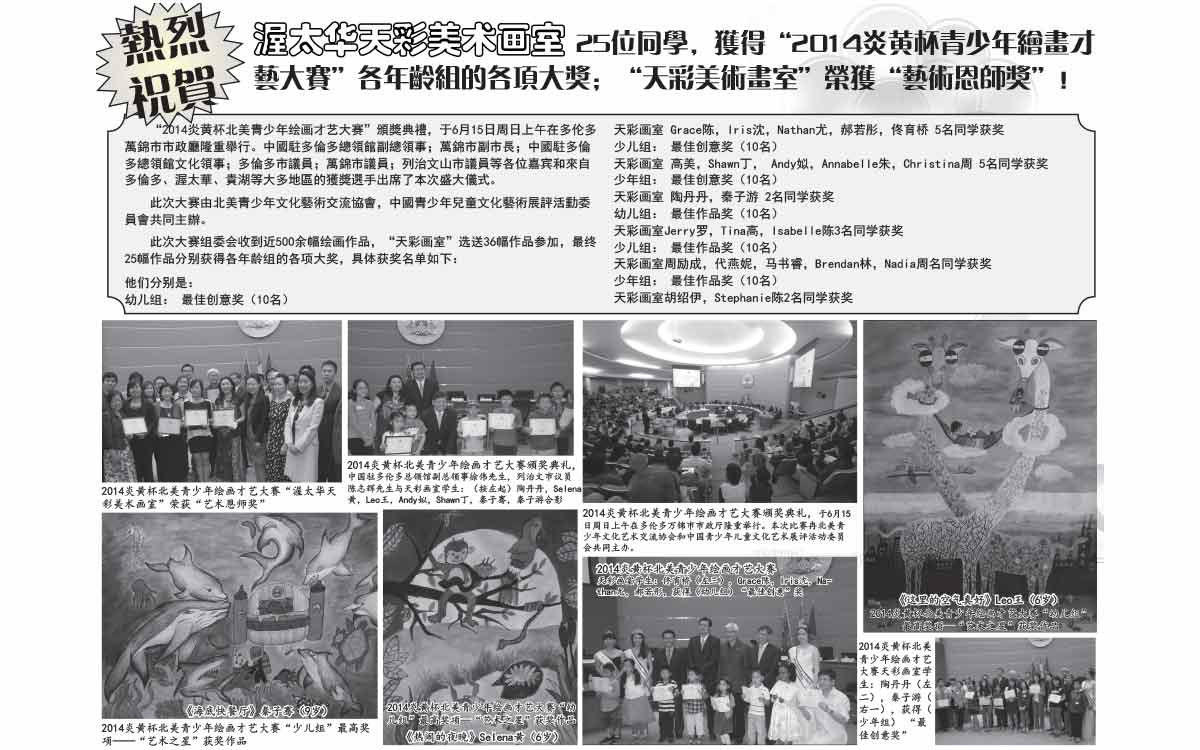 熱烈
祝賀
渥太华天彩美术画室 25位同學，獲得“2014炎黄杯青少年繪畫才
藝大賽”各年齡組的各項大獎；“天彩美術畫室”榮獲“藝術恩師獎”！
“2014炎黄杯北美青少年绘画才艺大赛”頒獎典禮，于6月15日周日上午在多伦多
萬錦市市政廳隆重舉行。中國駐多倫多總領館副總領事；萬錦市副市長；中國駐多倫
多總領館文化領事；多倫多市議員；萬錦市議員；列治文山市議員等各位嘉宾和來自
多倫多、渥太華、貴湖等大多地區的獲獎選手出席了本次盛大儀式。
此次大賽由北美青少年文化藝術交流協會，中國青少年兒童文化藝術展評活動委
員會共同主辦。
此次大赛组委会收到近500余幅绘画作品，“天彩画室”选送36幅作品参加，最终
25幅作品分别获得各年龄组的各项大奖，具体获奖名单如下：
他们分别是：
幼儿组： 最佳创意奖（10名）
天彩画室 Grace陈，Iris沈，Nathan尤，郝若彤，佟育桥 5名同学获奖
少儿组： 最佳创意奖（10名）
天彩画室 高美，Shawn丁， Andy姒，Annabelle朱，Christina周 5名同学获奖
少年组： 最佳创意奖（10名）
天彩画室 陶丹丹，秦子游 2名同学获奖
幼儿组： 最佳作品奖（10名）
天彩画室Jerry罗，Tina高，Isabelle陈3名同学获奖
少儿组： 最佳作品奖（10名）
天彩画室周励成，代燕妮，马书睿，Brendan林，Nadia周名同学获奖
少年组： 最佳作品奖（10名）
天彩画室胡绍伊，Stephanie陈2名同学获奖
2014炎黄杯北美青少年绘画才艺大赛“渥太华天
彩美术画室”荣获“艺术恩师奖”
2014炎黄杯北美青少年绘画才艺大赛颁奖典礼，
中国驻多伦多总领馆副总领事徐伟先生，列治文市议员
陈志辉先生与天彩画室学生：（按左起）陶丹丹，Selena
黄，Leo王，Andy姒，Shawn丁，秦子骞，秦子游合影
2014炎黄杯北美青少年绘画才艺大赛颁奖典礼，于6月15
日周日上午在多伦多万锦市市政厅隆重举行。本次比赛冉北美青
少年文化艺术交流协会和中国青少年儿童文化艺术展评活动委员
会共同主办。
《这里的空气真好》Leo王（6岁）
2014炎黄杯北美青少年绘画才艺大赛“幼儿组”
最高奖项—“艺术之星”获奖作品
《海底快餐厅》秦子骞（9岁）
2014炎黄杯北美青少年绘画才艺大赛“少儿组”最高奖
项——“艺术之星”获奖作品
2014炎黄杯北美青少年绘画才艺大赛“幼
儿组”最高奖项—“艺术之星”获奖作品
《热闹的夜晚》Selena黄（6岁）
2014炎黄杯北美青少年绘画才艺大赛
天彩画室学生：佟育桥（左三），Grace陈，Iris沈，Na-
than尤，郝若彤，获得（幼儿组）“最佳创意”奖
2014炎黄杯北美
青少年绘画才艺
大赛天彩画室学
生：陶丹丹（左
二），秦子游（
右一），获得（
少年组）“最
佳创意奖”